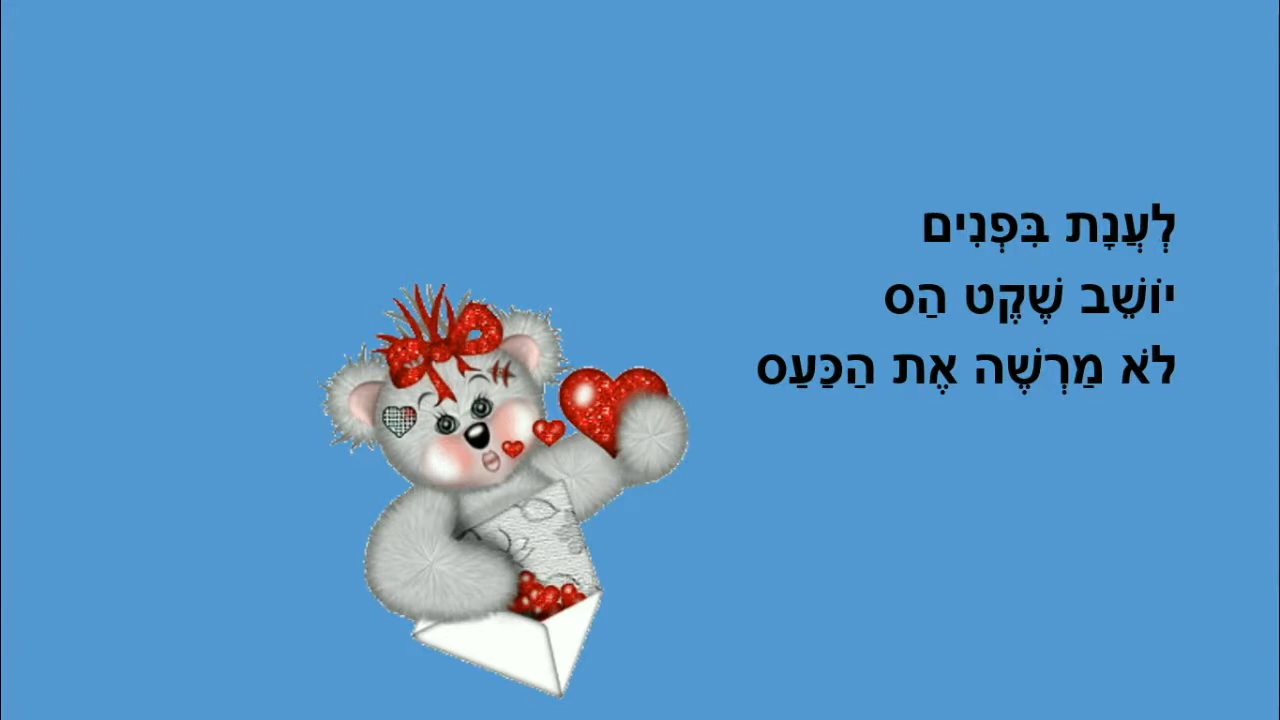 לְעֲנָת בִּפְנִים
יוֹשֵׁב שֶׁקֶט הַס
לֹא מַרְשֶׁה אֶת הַכַּעַס